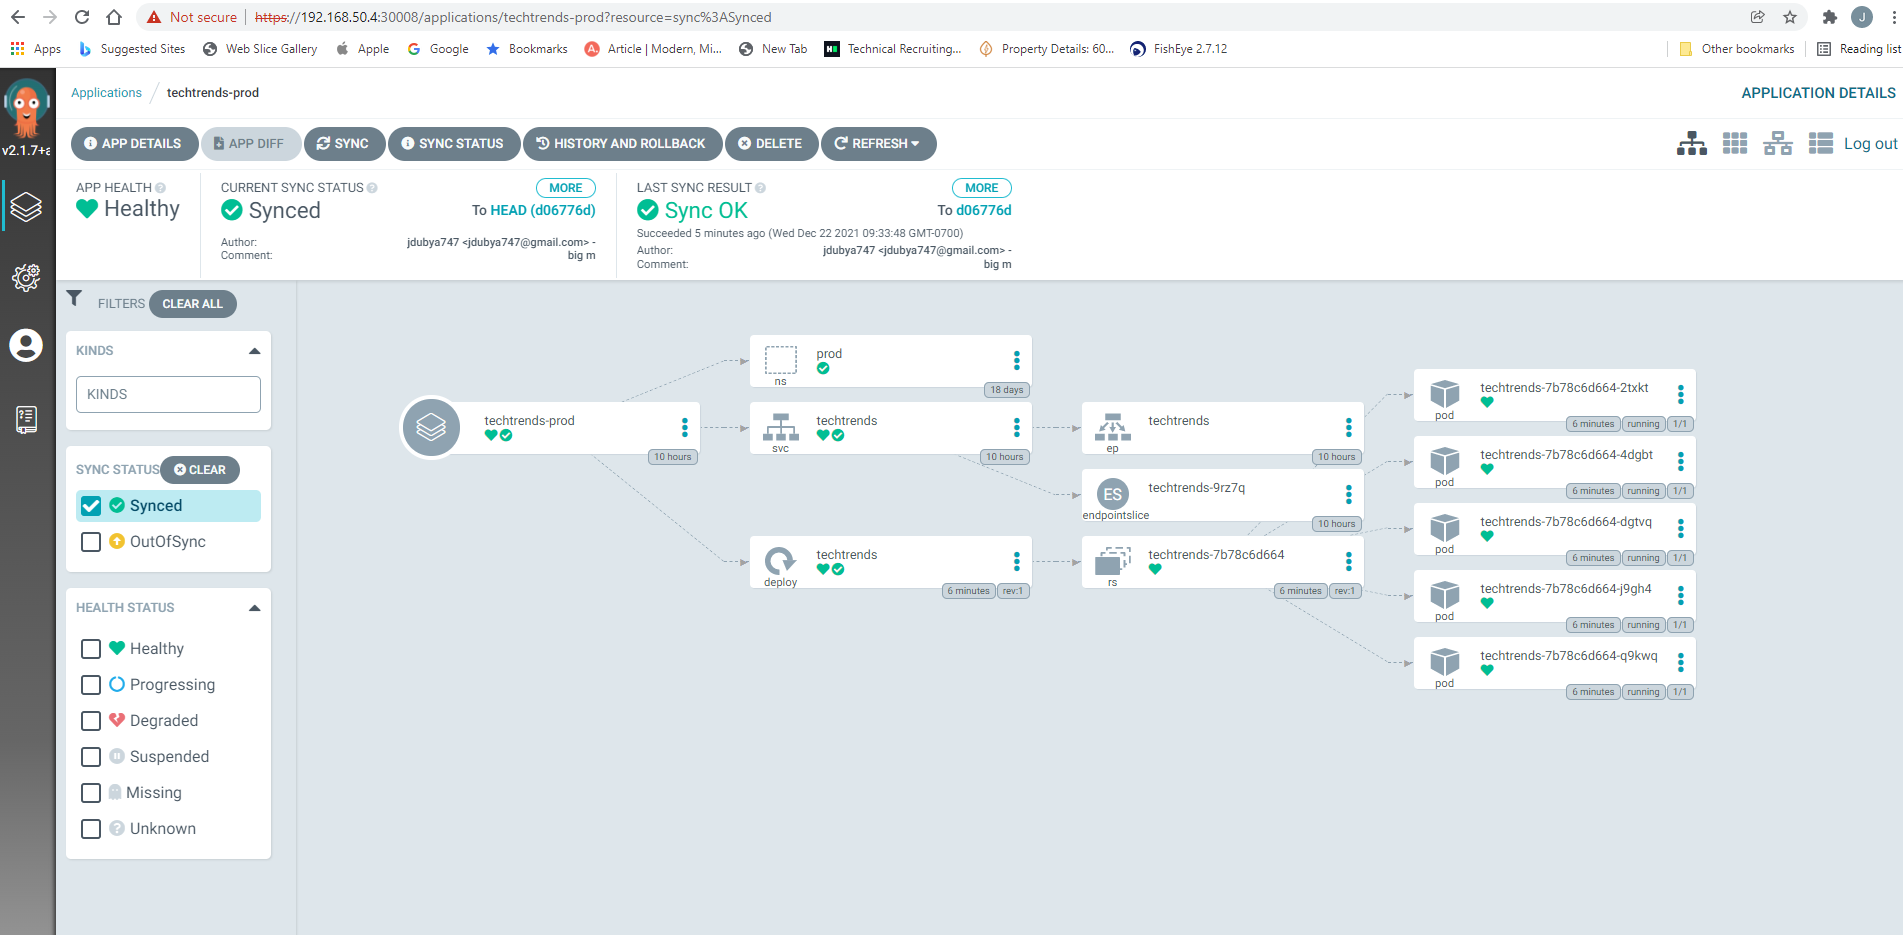 Not secure
https://192.168.50.4:30008/applications/techtrends-prod?resource=sync%3ASynced
J
Apps
Suggested Sites
Web Slice Gallery
Apple
Google
Bookmarks
Article | Modern, Mi...
New Tab
Technical Recruiting...
Property Details: 60...
FishEye 2.7.12
Other bookmarks
Reading list
v2.1.7+a
Applications / techtrends-prod
APPLICATION DETAILS
APP DETAILS
APP DIFF
SYNC
SYNC STATUS
HISTORY AND ROLLBACK
DELETE
REFRESH
Log out
APP HEALTH
Healthy
CURRENT SYNC STATUS
MORE
Synced
To HEAD (d06776d)
Author: jdubya747 <jdubya747@gmail.com> -
Comment: big m
LAST SYNC RESULT
MORE
Sync OK
To d06776d
Succeeded 5 minutes ago (Wed Dec 22 2021 09:33:48 GMT-0700)
Author: jdubya747 <jdubya747@gmail.com> -
Comment: big m
FILTERS
CLEAR ALL
KINDS
KINDS
SYNC STATUS
CLEAR
Synced
OutOfSync
HEALTH STATUS
Healthy
Progressing
Degraded
Suspended
Missing
Unknown
techtrends-prod
10 hours
prod
ns
18 days
techtrends
svc
10 hours
techtrends
deploy
6 minutes
rev:1
techtrends
ep
10 hours
ES
techtrends-9rz7q
endpointslice
10 hours
techtrends-7b78c6d664
rs
6 minutes
rev:1
techtrends-7b78c6d664-2txkt
pod
6 minutes
running
1/1
techtrends-7b78c6d664-4dgbt
pod
6 minutes
running
1/1
techtrends-7b78c6d664-dgtvq
pod
6 minutes
running
1/1
techtrends-7b78c6d664-j9gh4
pod
6 minutes
running
1/1
techtrends-7b78c6d664-q9kwq
pod
6 minutes
running
1/1